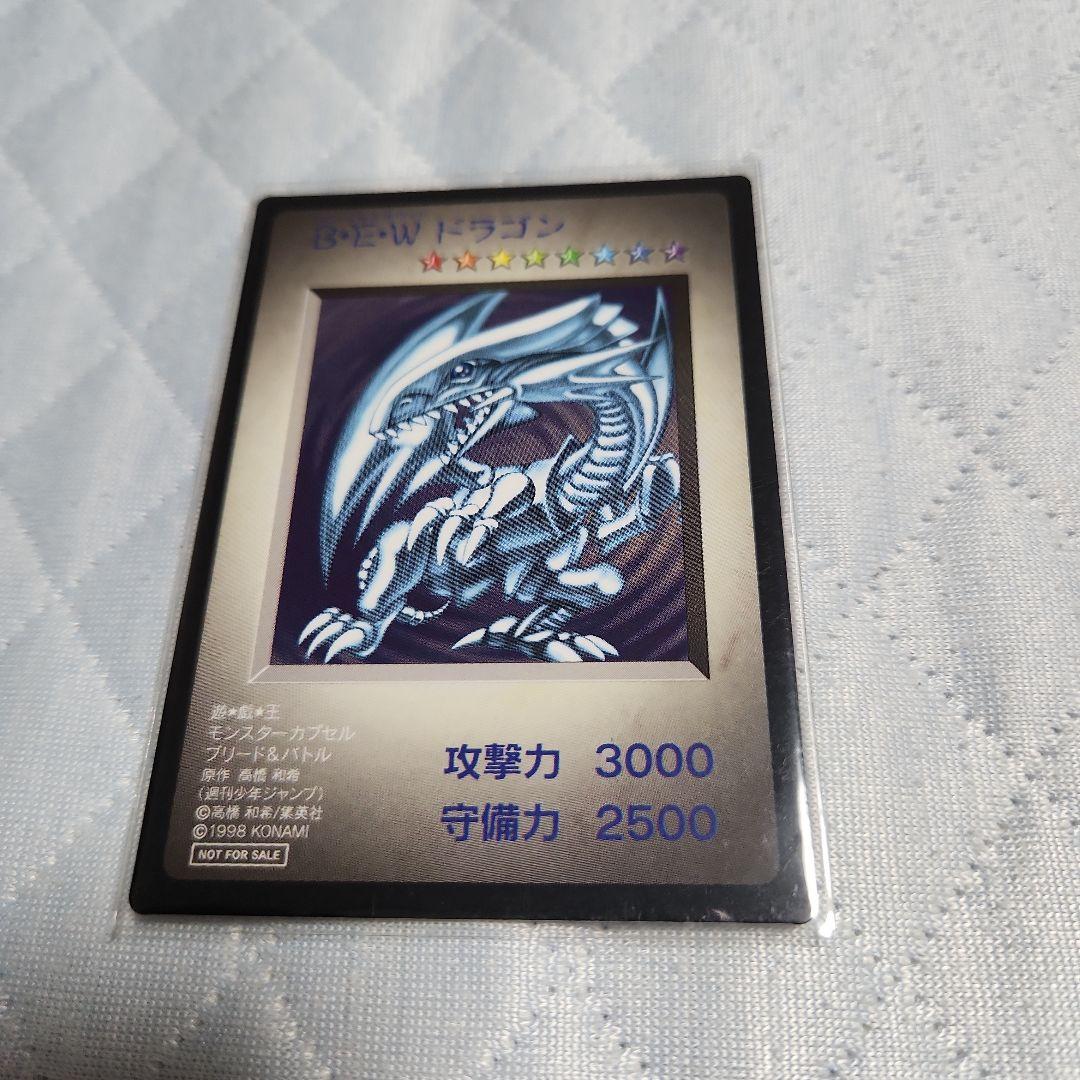 B・E・W ドラゴン
遊★戯★王
モンスターカプセル
ブリード&バトル
原作 高橋 和希
(週刊少年ジャンプ)
©高橋 和希/集英社
©1998 KONAMI
NOT FOR SALE
攻撃力 3000
守備力 2500